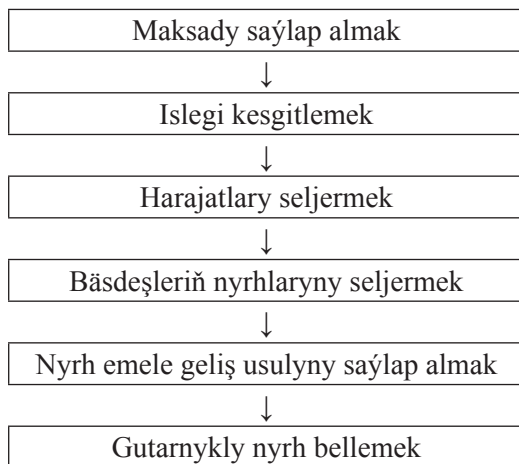 Maksady saýlap almak
↓
Islegi kesgitlemek
↓
Harajatlary seljermek
↓
Bäsdeşleriň nyrhlaryny seljermek
↓
Nyrh emele geliş usulyny saýlap almak
↓
Gutarnykly nyrh bellemek